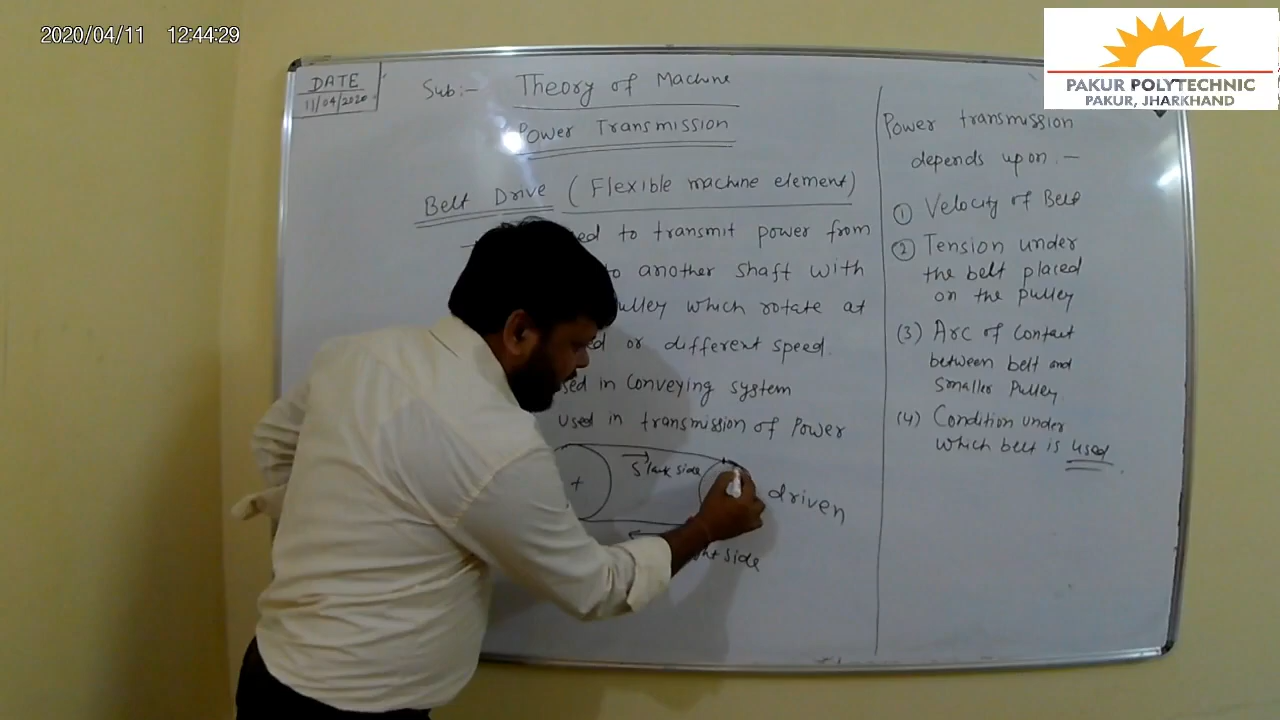 2020/04/11 12:44:29
PAKUR POLYTECHNIC
PAKUR, JHARKHAND
DATE
11/04/2020
Sub:- Theory of Machine
Power Transmission
Belt Drive (Flexible machine element)
to transmit power from
to another shaft with
which rotate at
or different speed.
in conveying system
used in transmission of Power
Slack side
driven
side
Power transmission
depends upon.-
① Velocity of Belt
② Tension under
the belt placed
on the pulley
(3) Arc of contact
between belt and
smaller Pulley
(4) Condition under
which belt is used